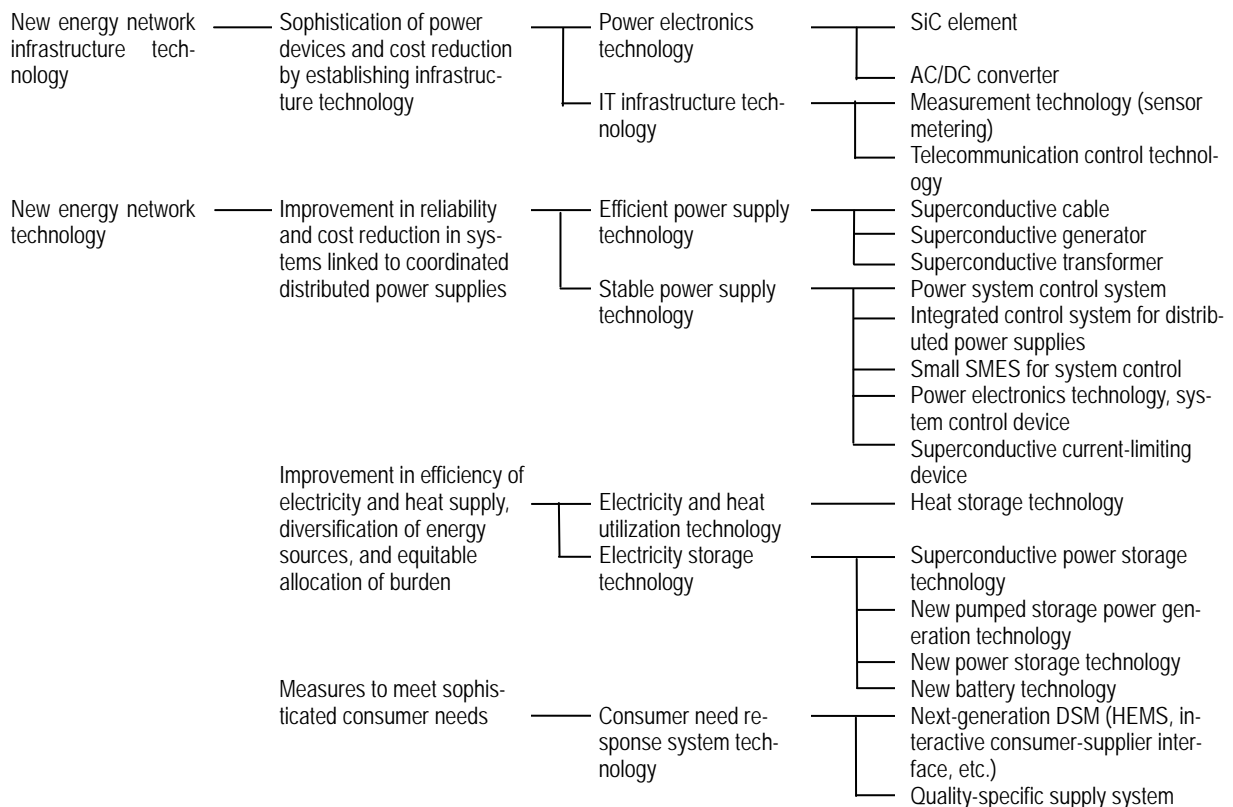 New energy network
infrastructure tech-
nology
Sophistication of power
devices and cost reduction
by establishing infrastruc-
ture technology
Power electronics
technology
SiC element
AC/DC converter
IT infrastructure tech-
nology
Measurement technology (sensor
metering)
Telecommunication control technol-
ogy
New energy network
technology
Improvement in reliability
and cost reduction in sys-
tems linked to coordinated
distributed power supplies
Efficient power supply
technology
Superconductive cable
Superconductive generator
Superconductive transformer
Stable power supply
technology
Power system control system
Integrated control system for distrib-
uted power supplies
Small SMES for system control
Power electronics technology, sys-
tem control device
Superconductive current-limiting
device
Improvement in efficiency of
electricity and heat supply,
diversification of energy
sources, and equitable
allocation of burden
Electricity and heat
utilization technology
Heat storage technology
Electricity storage
technology
Superconductive power storage
technology
New pumped storage power gen-
eration technology
New power storage technology
New battery technology
Measures to meet sophis-
ticated consumer needs
Consumer need re-
sponse system tech-
nology
Next-generation DSM (HEMS, in-
teractive consumer-supplier inter-
face, etc.)
Quality-specific supply system